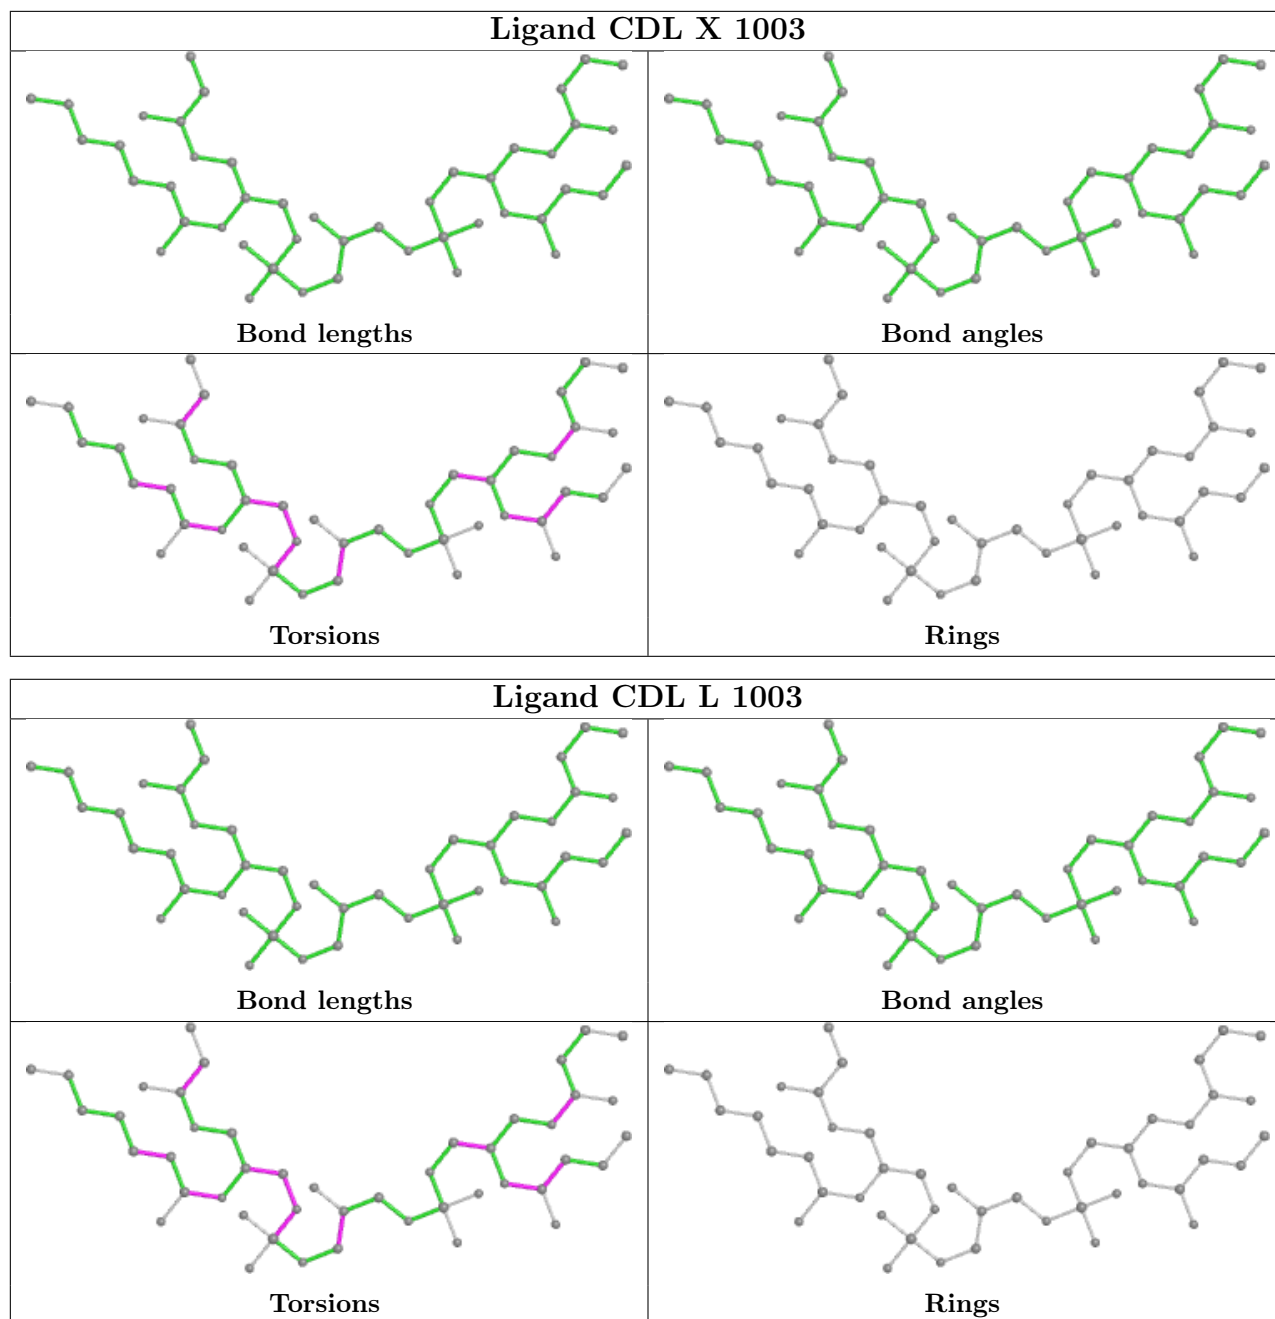 Ligand CDL X 1003
Bond lengths
Bond angles
Torsions
Rings
Ligand CDL L 1003
Bond lengths
Bond angles
Torsions
Rings